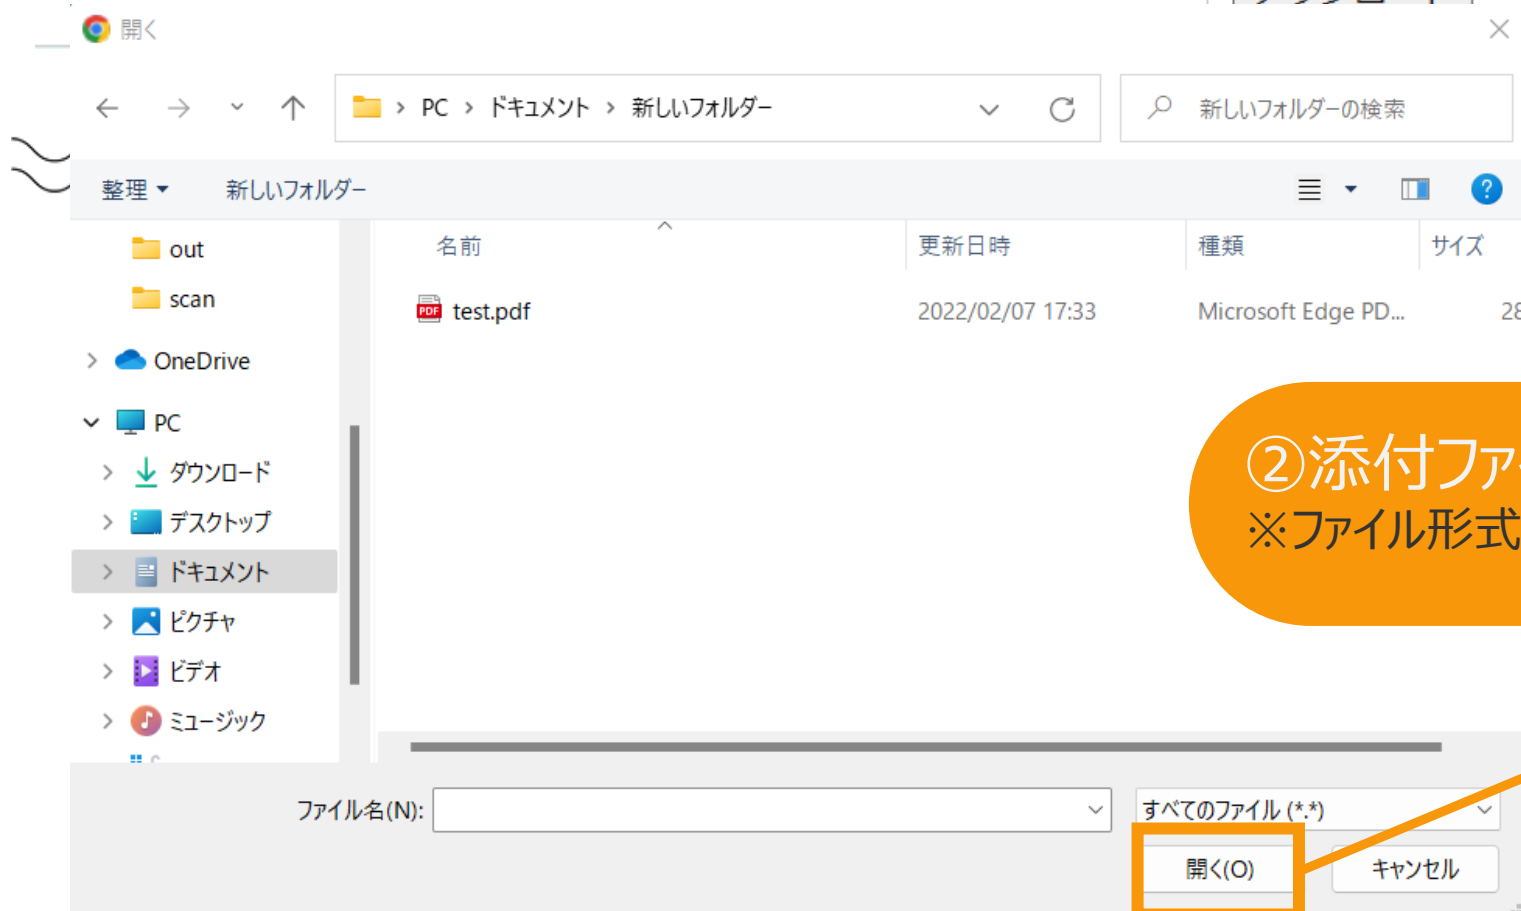 開く
PC > ドキュメント > 新しいフォルダー
新しいフォルダーの検索
整理
新しいフォルダー
out
scan
OneDrive
PC
ダウンロード
デスクトップ
ドキュメント
ピクチャ
ビデオ
ミュージック
名前
更新日時
種類
サイズ
PDF
test.pdf
2022/02/07 17:33
Microsoft Edge PD...
28
②添付ファ
※ファイル形式
ファイル名(N):
すべてのファイル (*.*)
開く(O)
キャンセル